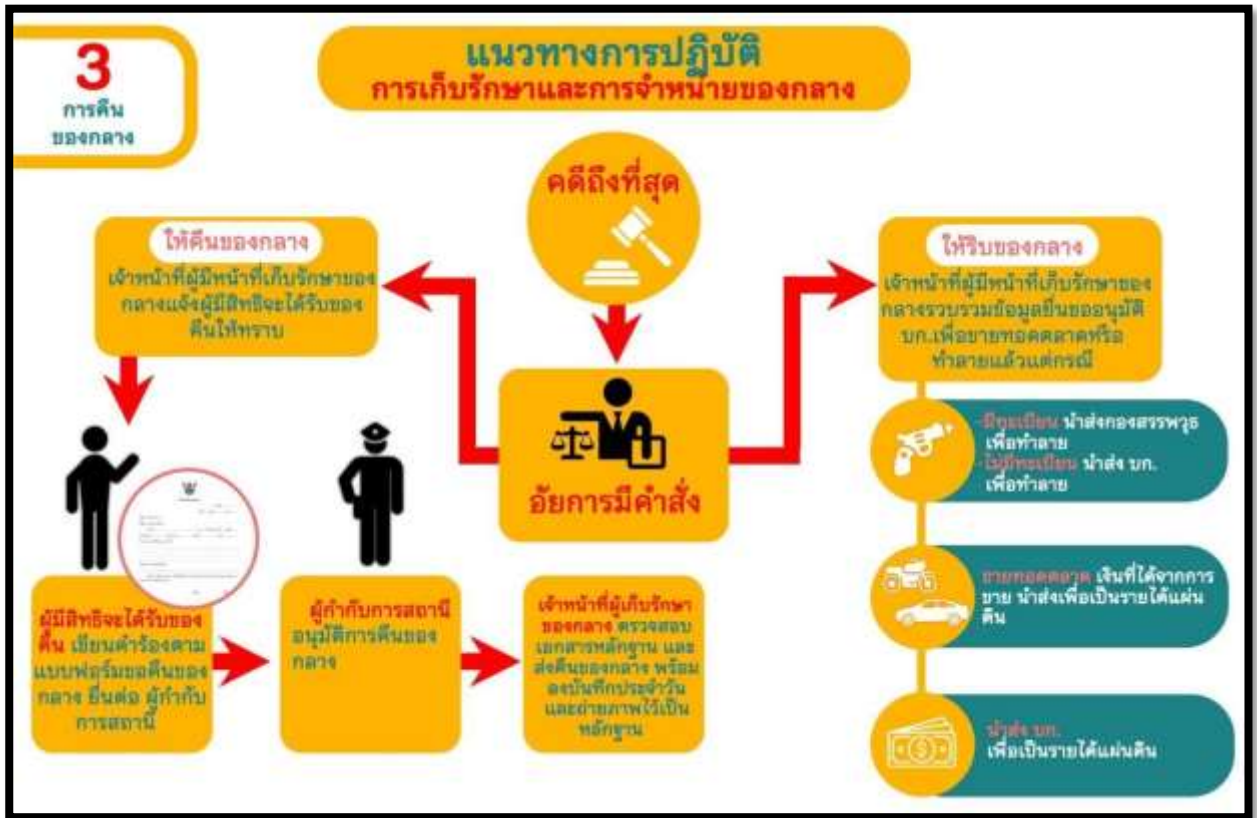 3
การคืน
ของกลาง
แนวทางการปฏิบัติ
การเก็บรักษาและการจำหน่ายของกลาง
คดีถึงที่สุด
ให้คืนของกลาง
เจ้าหน้าที่ผู้มีหน้าที่เก็บรักษาของ
กลางแจ้งผู้มีสิทธิจะได้รับของ
คืนให้ทราบ
ให้ริบของกลาง
เจ้าหน้าที่ผู้มีหน้าที่เก็บรักษาของ
กลางรวบรวมข้อมูลยื่นขออนุมัติ
บก.เพื่อขายทอดตลาดหรือ
ทำลายแล้วแต่กรณี
อัยการมีคำสั่ง
-มีทะเบียน นำส่งกองสรรพาวุธ
เพื่อทำลาย
-ไม่มีทะเบียน นำส่ง บก.
เพื่อทำลาย
ขายทอดตลาด เงินที่ได้จากการ
ขาย นำส่งเพื่อเป็นรายได้แผ่น
ดิน
นำส่ง บก.
เพื่อเป็นรายได้แผ่นดิน
ผู้มีสิทธิจะได้รับของ
คืน เขียนคำร้องตาม
แบบฟอร์มขอคืนของ
กลาง ยื่นต่อ ผู้กำกับ
การสถานี
ผู้กำกับการสถานี
อนุมัติการคืนของ
กลาง
เจ้าหน้าที่ผู้เก็บรักษา
ของกลาง ตรวจสอบ
เอกสารหลักฐาน และ
ส่งคืนของกลาง พร้อม
ลงบันทึกประจำวัน
และถ่ายภาพไว้เป็น
หลักฐาน